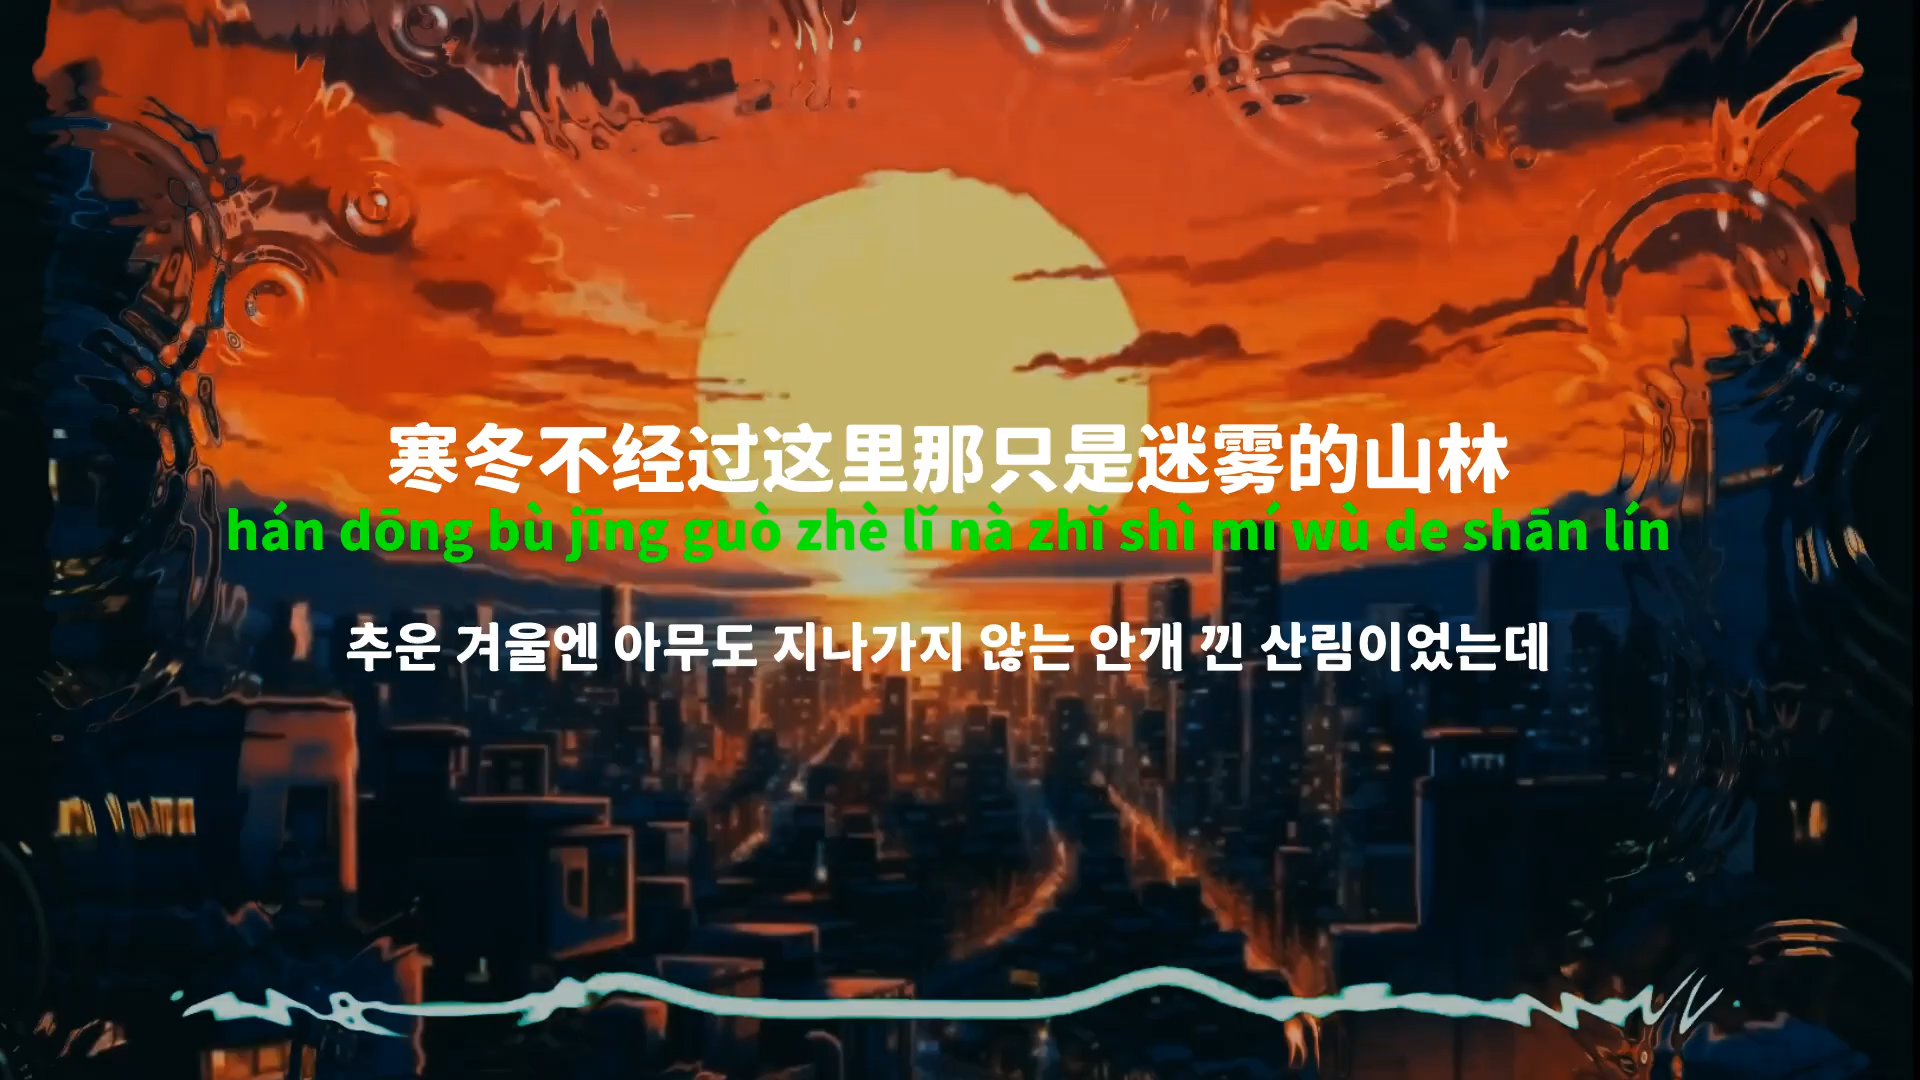 寒冬不经过这里那只是迷雾的山林
hán dōng bù jīng guò zhè lǐ nà zhǐ shì mí wù de shān lín
추운 겨울엔 아무도 지나가지 않는 안개 낀 산림이었는데